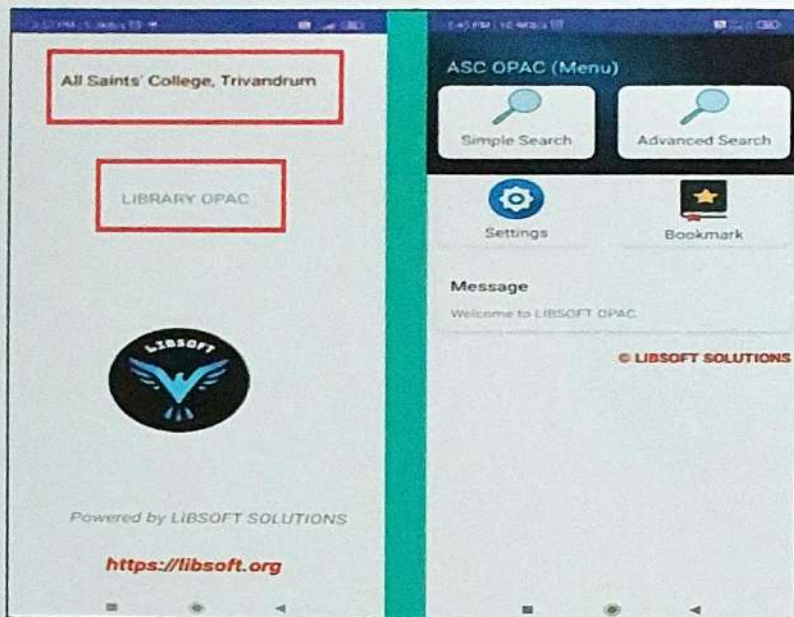 All Saints' College, Trivandrum
LIBRARY OPAC
LIBSOFT
Powered by LIBSOFT SOLUTIONS
https://libsoft.org
ASC OPAC (Menu)
Simple Search
Advanced Search
Settings
Bookmark
Message
Welcome to LIBSOFT OPAC
© LIBSOFT SOLUTIONS